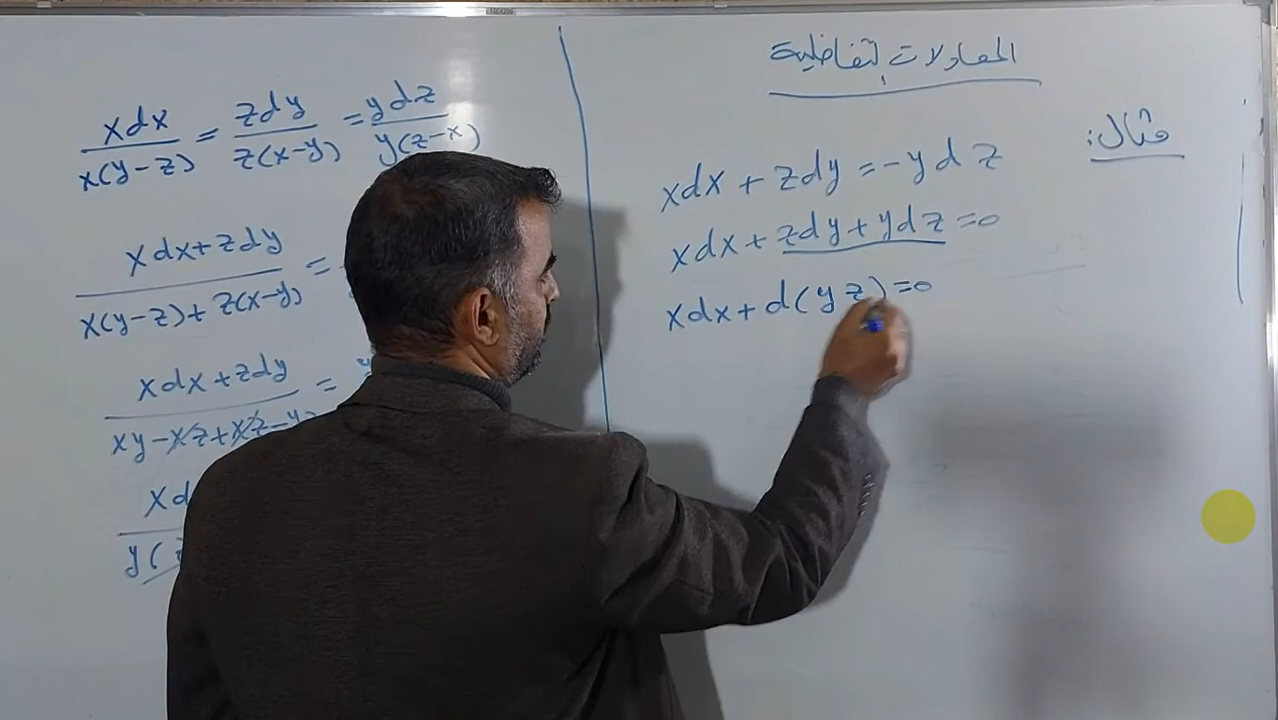 المعادلات التفاضلية
مثال:
xdx + zdy = -ydz
xdx + zdy + ydz = 0
xdx + d(yz) = 0
xdx/x(y-z) = zdy/z(x-y) = ydz/y(z-x)
xdx+zdy/x(y-z)+z(x-y) =
xdx+zdy/xy-xz+xz-y =
xd
y(